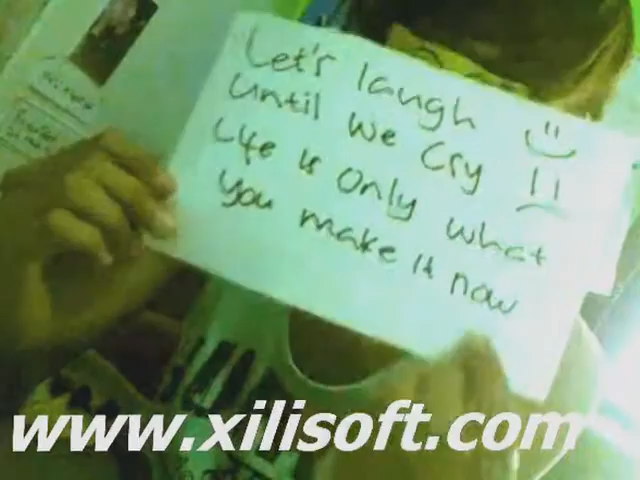 Let's laugh
until we cry
Life is only what
you make it now
www.xilisoft.com